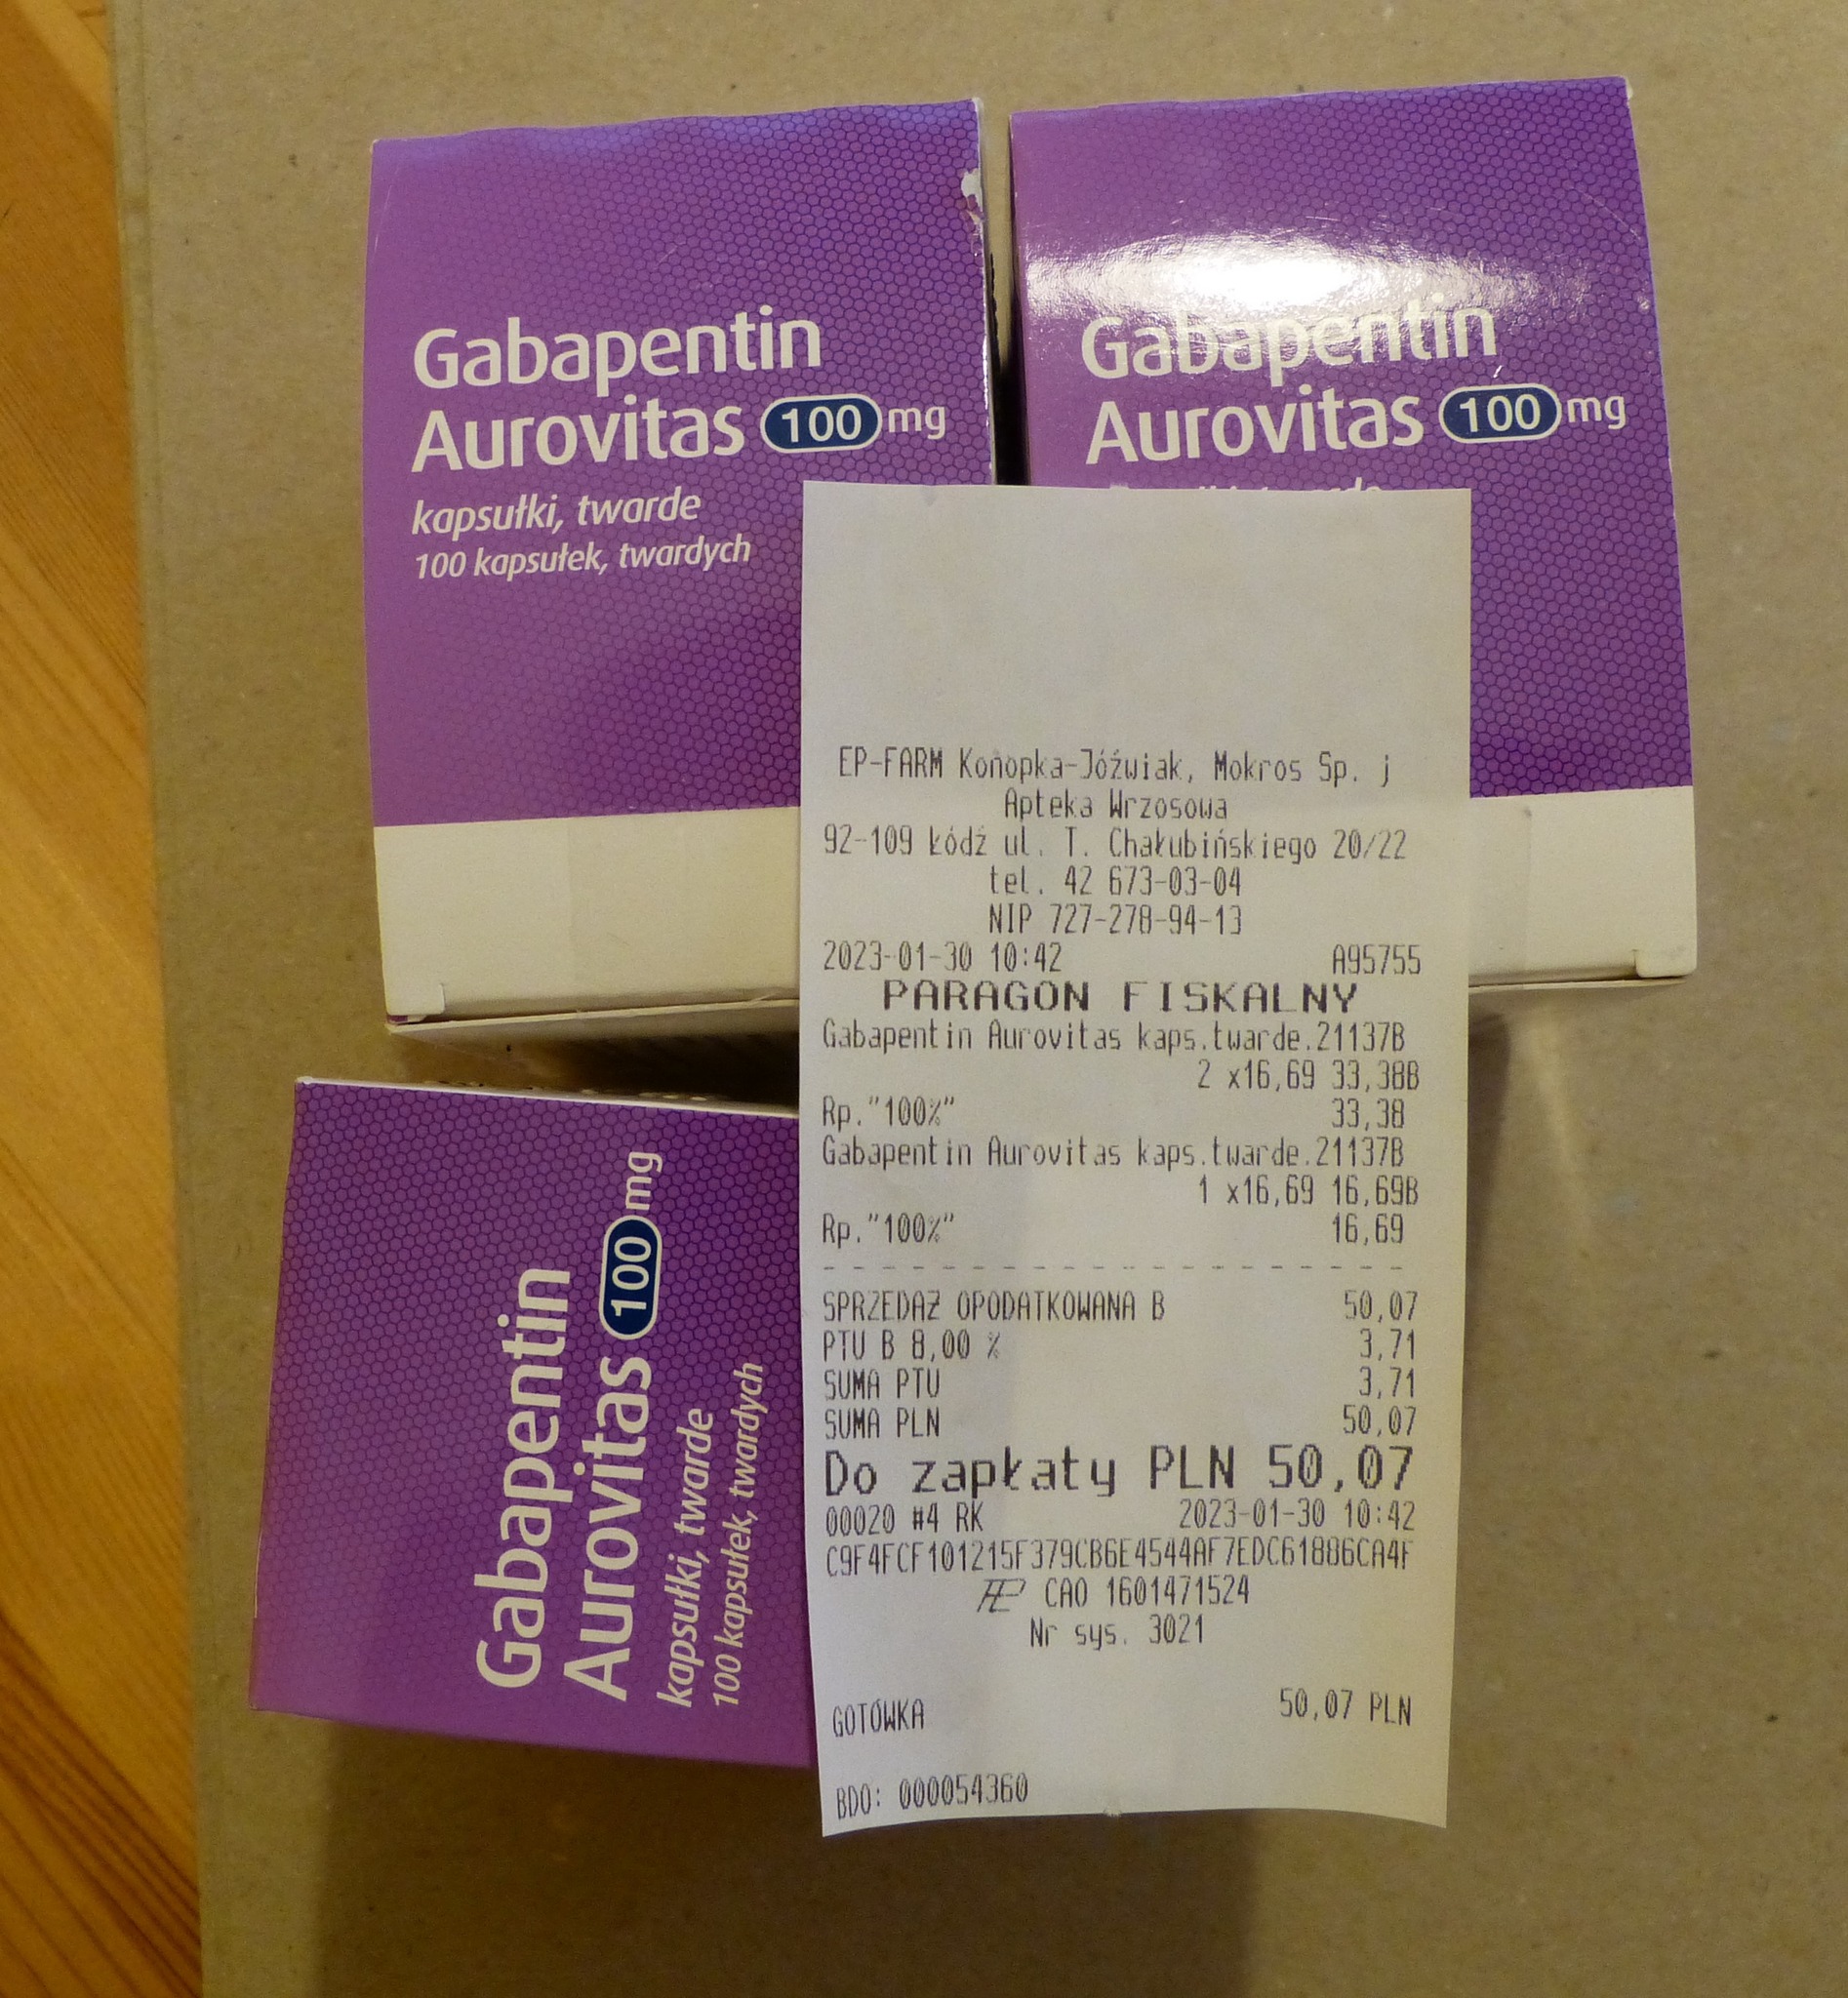 Gabapentin
Aurovitas 100 mg
kapsułki, twarde
100 kapsułek, twardych
Gabapentin
Aurovitas 100 mg
Gabapentin
Aurovitas 100 mg
kapsułki, twarde
100 kapsułek, twardych
EP-FARM Konopka-Jóźwiak, Mokros Sp. j
Apteka Wrzosowa
92-109 Łódź ul. T. Chałubińskiego 20/22
tel. 42 673-03-04
NIP 727-278-94-13
2023-01-30 10:42 A95755
PARAGON FISKALNY
Gabapentin Aurovitas kaps.twarde.21137B
2 x16,69 33,38B
Rp."100%" 33,38
Gabapentin Aurovitas kaps.twarde.21137B
1 x16,69 16,69B
Rp."100%" 16,69
SPRZEDAŻ OPODATKOWANA B 50,07
PTU B 8,00 % 3,71
SUMA PTU 3,71
SUMA PLN 50,07
Do zapłaty PLN 50,07
00020 #4 RK 2023-01-30 10:42
C9F4FCF101215F379CB6E4544AF7EDC61886CA4F
CAO 1601471524
Nr sys. 3021
GOTÓWKA 50,07 PLN
BDO: 000054360